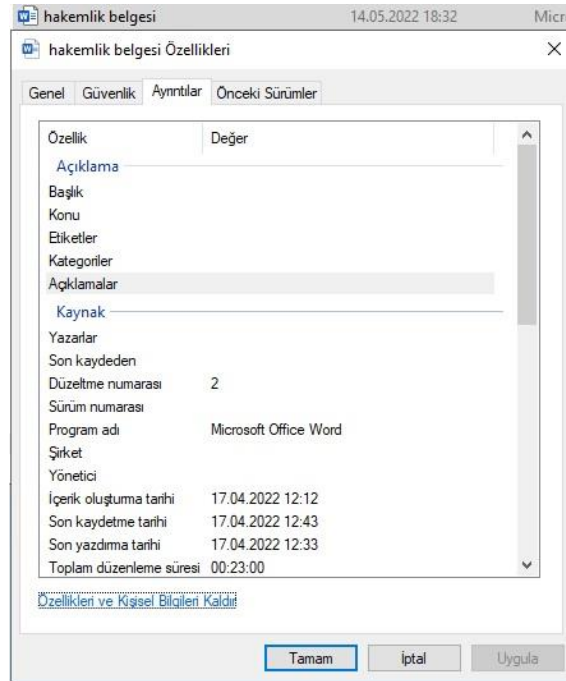 hakemlik belgesi 14.05.2022 18:32 Micr
hakemlik belgesi Özellikleri
Genel Güvenlik Ayrıntılar Önceki Sürümler
Özellik Değer
Açıklama
Başlık
Konu
Etiketler
Kategoriler
Açıklamalar
Kaynak
Yazarlar
Son kaydeden
Düzeltme numarası 2
Sürüm numarası
Program adı Microsoft Office Word
Şirket
Yönetici
İçerik oluşturma tarihi 17.04.2022 12:12
Son kaydetme tarihi 17.04.2022 12:43
Son yazdırma tarihi 17.04.2022 12:33
Toplam düzenleme süresi 00:23:00
Özellikleri ve Kişisel Bilgileri Kaldır
Tamam İptal Uygula